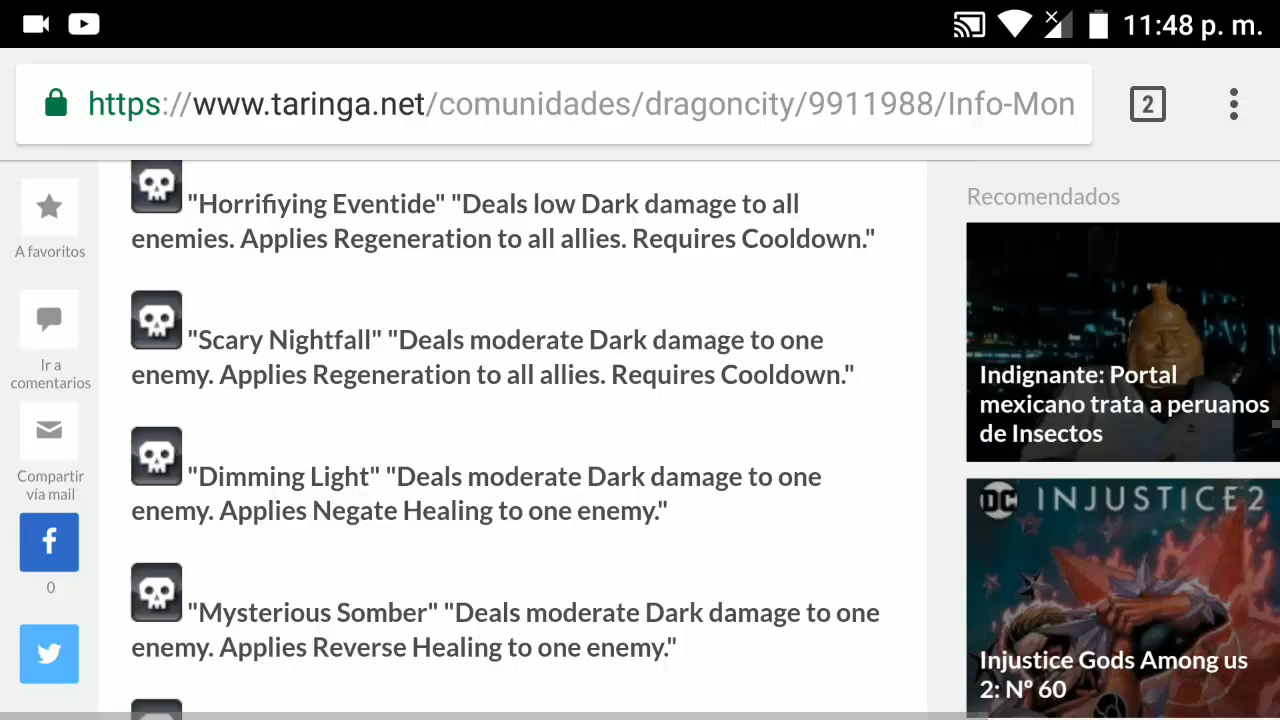 11:48 p. m.
https://www.taringa.net/comunidades/dragoncity/9911988/Info-Mon
2
"Horrifiying Eventide" "Deals low Dark damage to all
enemies. Applies Regeneration to all allies. Requires Cooldown."
"Scary Nightfall" "Deals moderate Dark damage to one
enemy. Applies Regeneration to all allies. Requires Cooldown."
"Dimming Light" "Deals moderate Dark damage to one
enemy. Applies Negate Healing to one enemy."
"Mysterious Somber" "Deals moderate Dark damage to one
enemy. Applies Reverse Healing to one enemy."
A favoritos
Ir a
comentarios
Compartir
vía mail
f
0
Recomendados
Indignante: Portal
mexicano trata a peruanos
de Insectos
DC INJUSTICE 2
Injustice Gods Among us
2: Nº 60